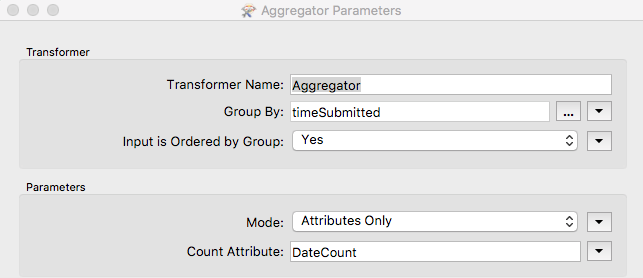 Aggregator Parameters
Transformer
Transformer Name: Aggregator
Group By: timeSubmitted ...
Input is Ordered by Group: Yes
Parameters
Mode: Attributes Only
Count Attribute: DateCount